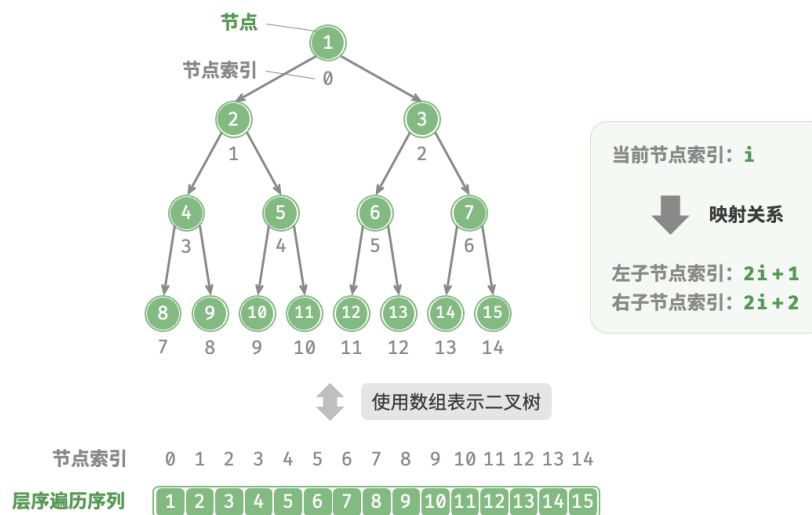 节点
1
节点索引
0
2
3
1
2
当前节点索引：i
映射关系
4
5
6
7
3
4
5
6
左子节点索引：2i + 1
右子节点索引：2i + 2
8 9 10 11 12 13 14 15
7 8 9 10 11 12 13 14
使用数组表示二叉树
节点索引 0 1 2 3 4 5 6 7 8 9 10 11 12 13 14
层序遍历序列 1 2 3 4 5 6 7 8 9 10 11 12 13 14 15